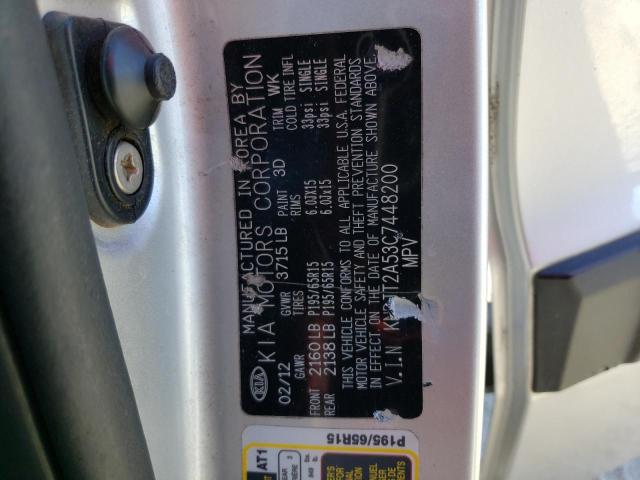 MANUFACTURED IN KOREA BY
KIA KIA MOTORS CORPORATION
02/12 GVWR 3715 LB PAINT 3D TRIM WK
GAWR TIRES RIMS COLD TIRE INFL
FRONT 2160 LB P195/65R15 6.0JX15 33psi SINGLE
REAR 2138 LB P195/65R15 6.0JX15 33psi SINGLE
THIS VEHICLE CONFORMS TO ALL APPLICABLE U.S.A. FEDERAL
MOTOR VEHICLE SAFETY AND THEFT PREVENTION STANDARDS
IN EFFECT ON THE DATE OF MANUFACTURE SHOWN ABOVE.
V.I.N T2A53C7448200
MPV
P195/65R15
AT1